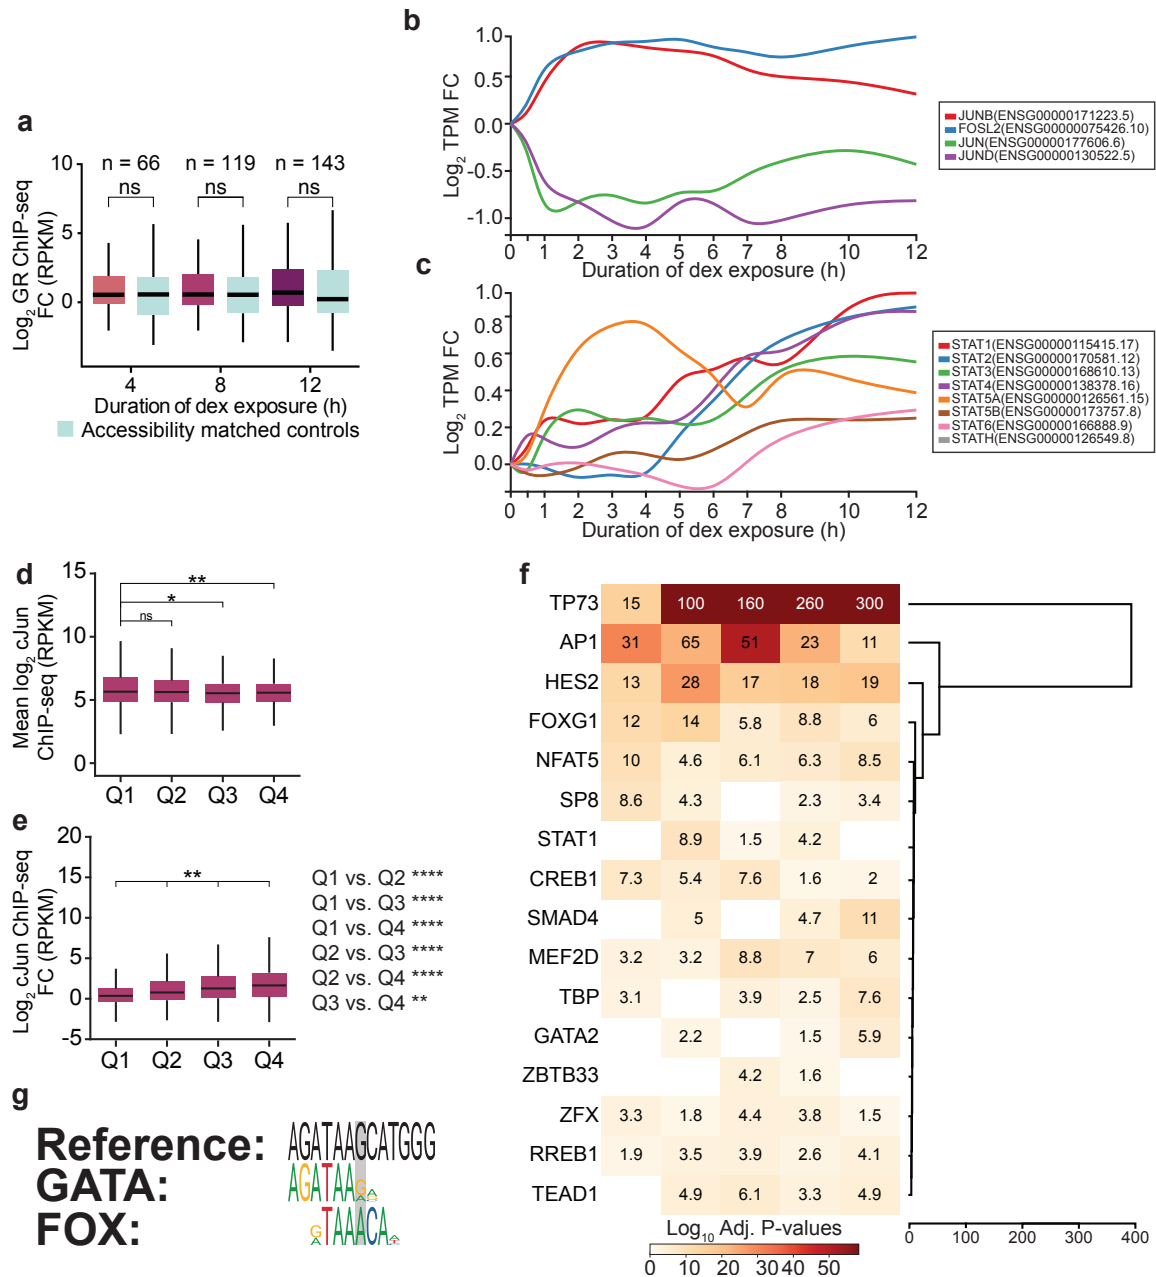 a
Log2 GR ChIP-seq
FC (RPKM)
10
5
0
n = 66 n = 119 n = 143
ns ns ns
4 8 12
Duration of dex exposure (h)
Accessibility matched controls
b
Log2 TPM FC
1.0
0.5
0.0
-0.5
-1.0
0 1 2 3 4 5 6 7 8 10 12
Duration of dex exposure (h)
JUNB(ENSG00000171223.5)
FOSL2(ENSG00000075426.10)
JUN(ENSG00000177606.6)
JUND(ENSG00000130522.5)
c
Log2 TPM FC
1.0
0.8
0.6
0.4
0.2
0.0
0 1 2 3 4 5 6 7 8 10 12
Duration of dex exposure (h)
STAT1(ENSG00000115415.17)
STAT2(ENSG00000170581.12)
STAT3(ENSG00000168610.13)
STAT4(ENSG00000138378.16)
STAT5A(ENSG00000126561.15)
STAT5B(ENSG00000173757.8)
STAT6(ENSG00000166888.9)
STATH(ENSG00000126549.8)
d
Mean log2 cJun
ChIP-seq (RPKM)
15
10
5
0
**
*
ns
Q1 Q2 Q3 Q4
e
Log2 cJun ChIP-seq
FC (RPKM)
20
15
10
5
0
-5
**
Q1 Q2 Q3 Q4
Q1 vs. Q2 ****
Q1 vs. Q3 ****
Q1 vs. Q4 ****
Q2 vs. Q3 ****
Q2 vs. Q4 ****
Q3 vs. Q4 **
f
TP73 15 100 160 260 300
AP1 31 65 51 23 11
HES2 13 28 17 18 19
FOXG1 12 14 5.8 8.8 6
NFAT5 10 4.6 6.1 6.3 8.5
SP8 8.6 4.3 2.3 3.4
STAT1 8.9 1.5 4.2
CREB1 7.3 5.4 7.6 1.6 2
SMAD4 5 4.7 11
MEF2D 3.2 3.2 8.8 7 6
TBP 3.1 3.9 2.5 7.6
GATA2 2.2 1.5 5.9
ZBTB33 4.2 1.6
ZFX 3.3 1.8 4.4 3.8 1.5
RREB1 1.9 3.5 3.9 2.6 4.1
TEAD1 4.9 6.1 3.3 4.9
Log10 Adj. P-values
0 10 20 30 40 50
0 100 200 300 400
g
Reference: AGATAAGCATGGG
GATA: AGATAAG
FOX: TAAACA